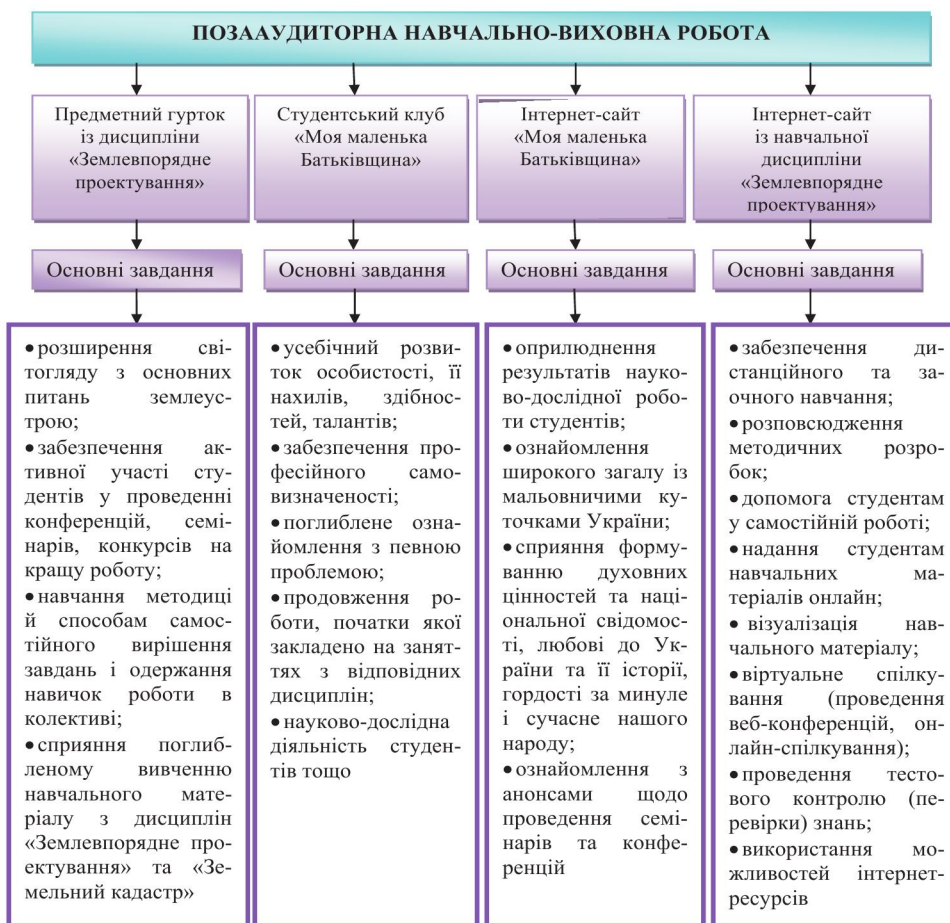 ПОЗААУДИТОРНА НАВЧАЛЬНО-ВИХОВНА РОБОТА
Предметний гурток
із дисципліни
«Землевпорядне
проектування»
Студентський клуб
«Моя маленька
Батьківщина»
Інтернет-сайт
«Моя маленька
Батьківщина»
Інтернет-сайт
із навчальної
дисципліни
«Землевпорядне
проектування»
Основні завдання
Основні завдання
Основні завдання
Основні завдання
•розширення сві-
тогляду з основних
питань землеус-
трою;
•забезпечення ак-
тивної участі сту-
дентів у проведенні
конференцій, семі-
нарів, конкурсів на
кращу роботу;
•навчання методиці
й способам самос-
тійного вирішення
завдань і одержання
навичок роботи в
колективі;
•сприяння поглиб-
леному вивченню
навчального мате-
ріалу з дисциплін
«Землевпорядне про-
ектування» та «Зе-
мельний кадастр»
•усебічний розви-
ток особистості, її
нахилів, здібнос-
тей, талантів;
•забезпечення про-
фесійного само-
визначеності;
•поглиблене озна-
йомлення з певною
проблемою;
•продовження ро-
боти, початки якої
закладено на занят-
тях з відповідних
дисциплін;
•науково-дослідна
діяльність студен-
тів тощо
•оприлюднення
результатів науко-
во-дослідної робо-
ти студентів;
•ознайомлення
широкого загалу із
мальовничими ку-
точками України;
•сприяння форму-
ванню духовних
цінностей та наці-
ональної свідомос-
ті, любові до Ук-
раїни та її історії,
гордості за минуле
і сучасне нашого
народу;
•ознайомлення з
анонсами щодо
проведення семі-
нарів та конфе-
ренцій
•забезпечення ди-
станційного та за-
очного навчання;
•розповсюдження
методичних розро-
бок;
•допомога студентам
у самостійній роботі;
•надання студентам
навчальних ма-
теріалів онлайн;
•візуалізація нав-
чального матеріалу;
•віртуальне спілку-
вання (проведення
веб-конференцій, он-
лайн-спілкування);
•проведення тесто-
вого контролю (пе-
ревірки) знань;
•використання мо-
жливостей інтернет-
ресурсів